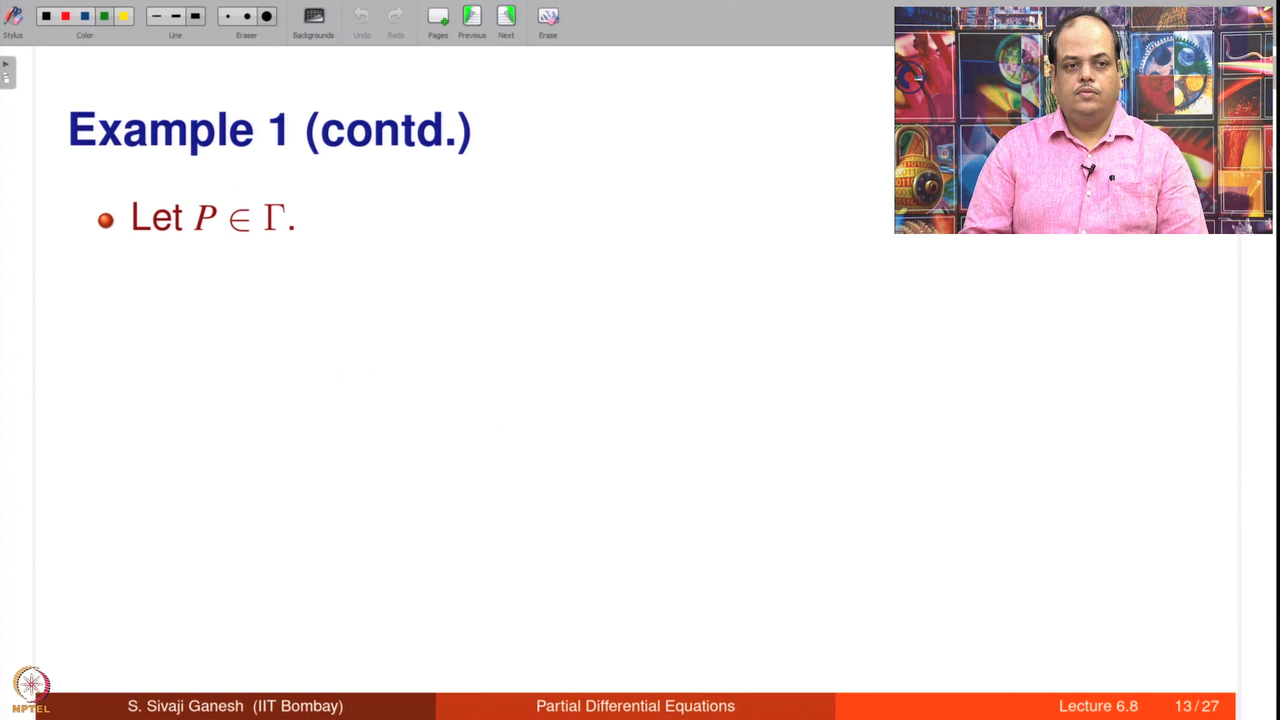 Stylus
Color
Line
Eraser
Backgrounds
Undo
Redo
Pages
Previous
Next
Erase
Example 1 (contd.)
Let P ∈ Γ.
NPTEL
S. Sivaji Ganesh (IIT Bombay)
Partial Differential Equations
Lecture 6.8
13/27